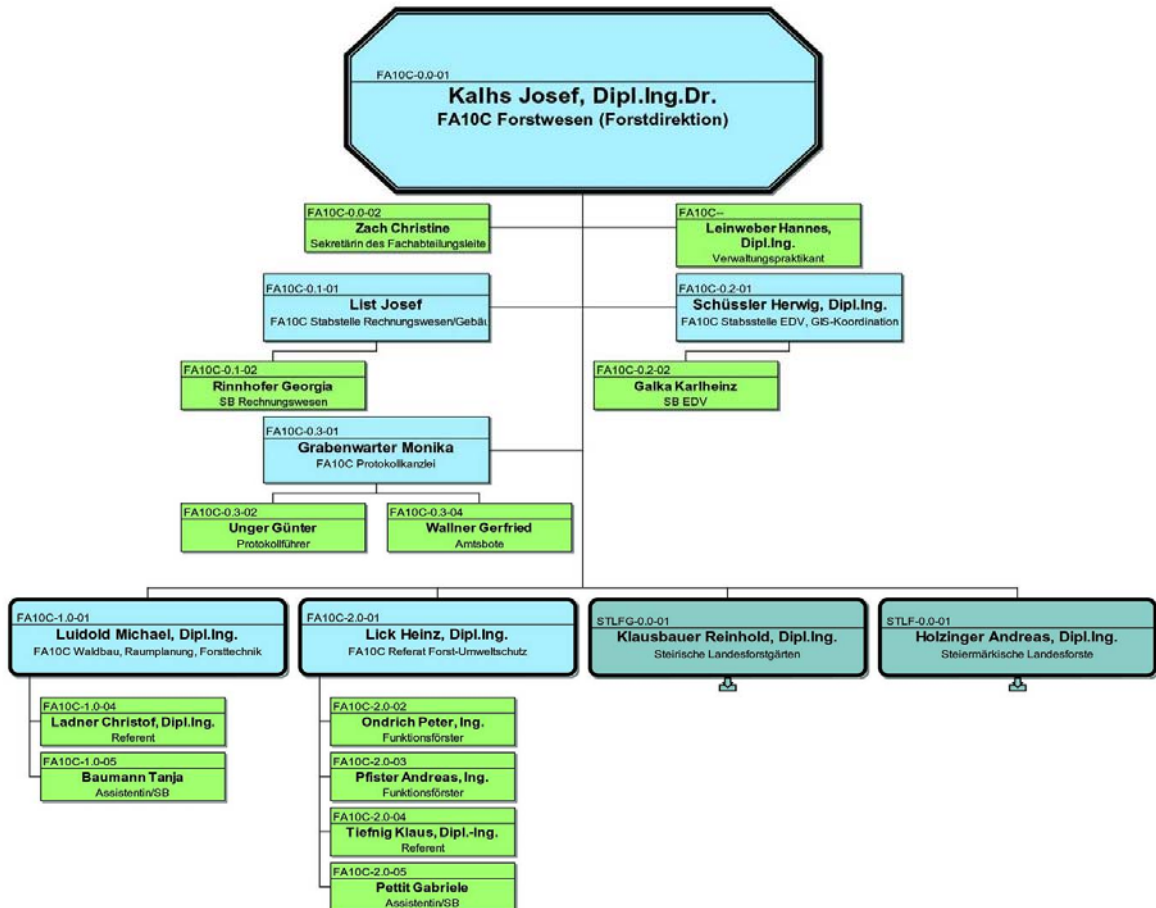 FA10C-0.0-01
Kalhs Josef, Dipl.Ing.Dr.
FA10C Forstwesen (Forstdirektion)
FA10C-0.0-02
Zach Christine
Sekretärin des Fachabteilungsleite
FA10C--
Leinweber Hannes,
Dipl.Ing.
Verwaltungspraktikant
FA10C-0.1-01
List Josef
FA10C Stabstelle Rechnungswesen/Gebäu
FA10C-0.2-01
Schüssler Herwig, Dipl.Ing.
FA10C Stabsstelle EDV, GIS-Koordination
FA10C-0.1-02
Rinnhofer Georgia
SB Rechnungswesen
FA10C-0.2-02
Galka Karlheinz
SB EDV
FA10C-0.3-01
Grabenwarter Monika
FA10C Protokollkanzlei
FA10C-0.3-02
Unger Günter
Protokollführer
FA10C-0.3-04
Wallner Gerfried
Amtsbote
FA10C-1.0-01
Luidold Michael, Dipl.Ing.
FA10C Waldbau, Raumplanung, Forsttechnik
FA10C-2.0-01
Lick Heinz, Dipl.Ing.
FA10C Referat Forst-Umweltschutz
STLFG-0.0-01
Klausbauer Reinhold, Dipl.Ing.
Steirische Landesforstgärten
STLF-0.0-01
Holzinger Andreas, Dipl.Ing.
Steiermärkische Landesforste
FA10C-1.0-04
Ladner Christof, Dipl.Ing.
Referent
FA10C-1.0-05
Baumann Tanja
Assistentin/SB
FA10C-2.0-02
Ondrich Peter, Ing.
Funktionsförster
FA10C-2.0-03
Pfister Andreas, Ing.
Funktionsförster
FA10C-2.0-04
Tiefnig Klaus, Dipl.-Ing.
Referent
FA10C-2.0-05
Pettit Gabriele
Assistentin/SB